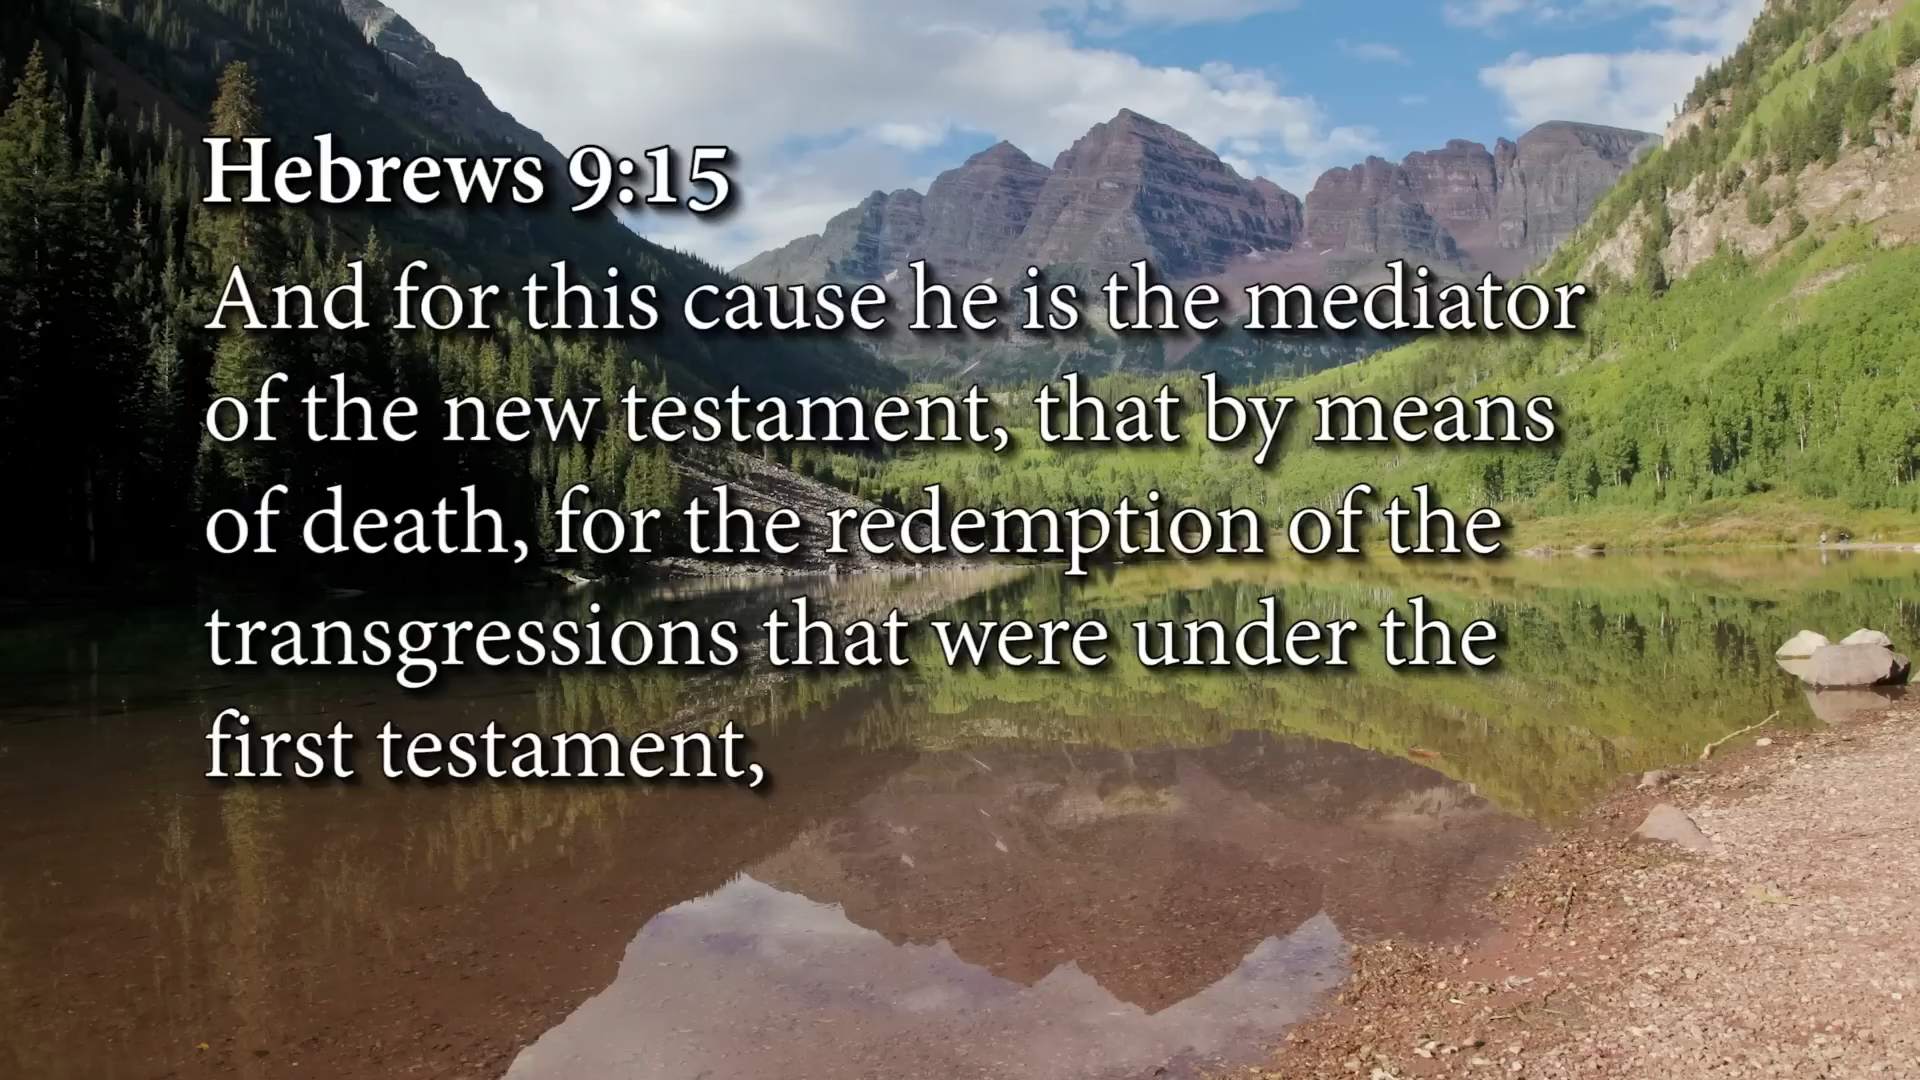 Hebrews 9:15
And for this cause he is the mediator
of the new testament, that by means
of death, for the redemption of the
transgressions that were under the
first testament,